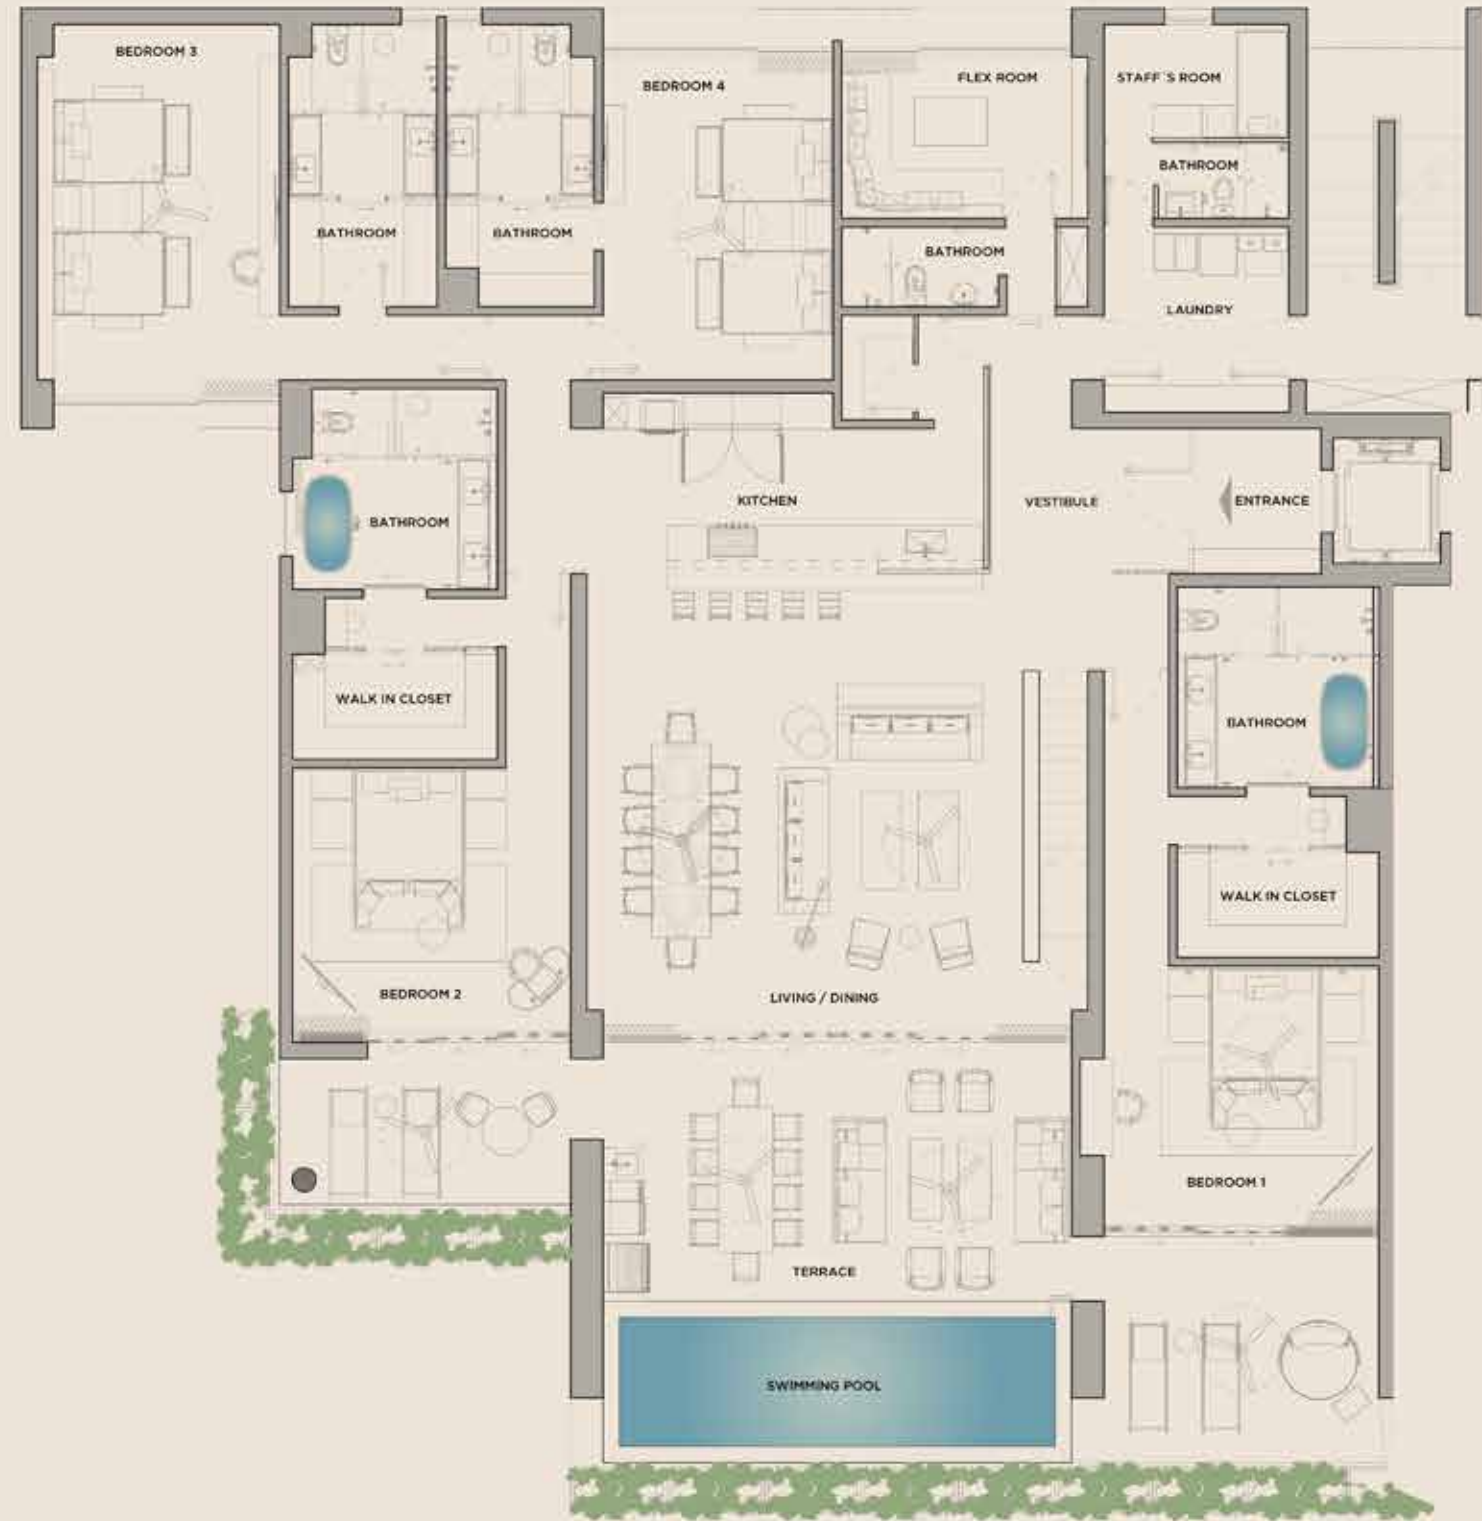 BEDROOM 3
BEDROOM 4
FLEX ROOM
STAFF´S ROOM
BATHROOM
BATHROOM
BATHROOM
BATHROOM
LAUNDRY
KITCHEN
VESTIBULE
ENTRANCE
BATHROOM
WALK IN CLOSET
BATHROOM
WALK IN CLOSET
BEDROOM 2
LIVING / DINING
BEDROOM 1
TERRACE
SWIMMING POOL